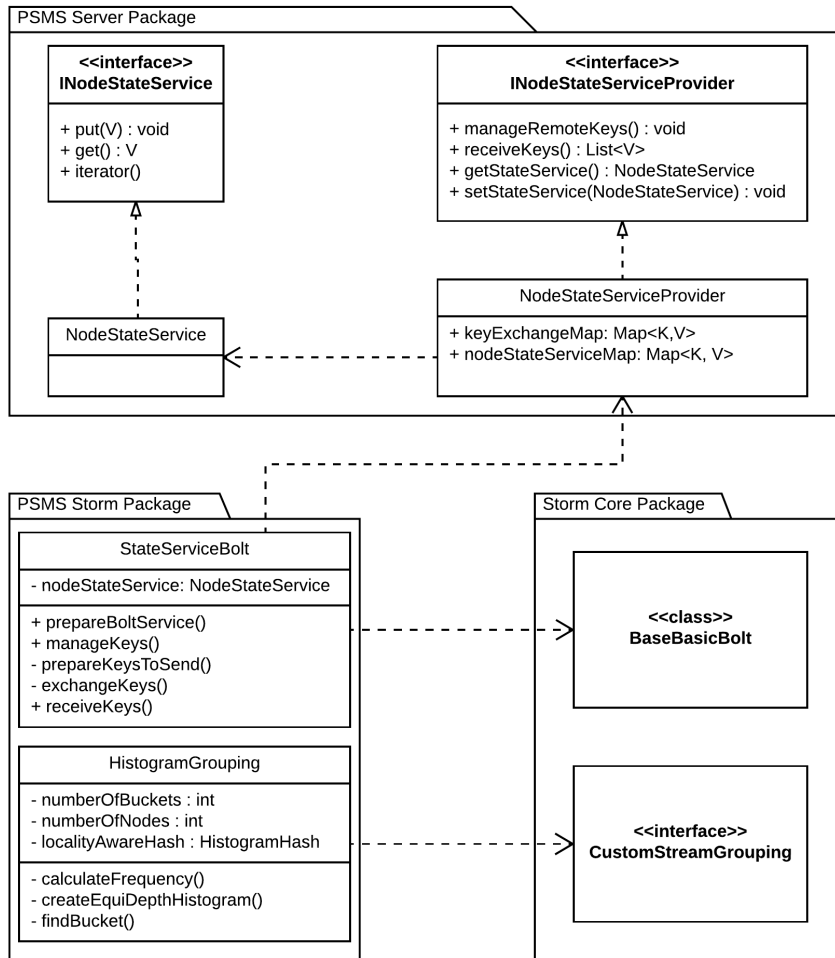 PSMS Server Package
<<interface>>
INodeStateService
+ put(V) : void
+ get() : V
+ iterator()
<<interface>>
INodeStateServiceProvider
+ manageRemoteKeys() : void
+ receiveKeys() : List<V>
+ getStateService() : NodeStateService
+ setStateService(NodeStateService) : void
NodeStateService
NodeStateServiceProvider
+ keyExchangeMap: Map<K,V>
+ nodeStateServiceMap: Map<K, V>
PSMS Storm Package
StateServiceBolt
- nodeStateService: NodeStateService
+ prepareBoltService()
+ manageKeys()
- prepareKeysToSend()
- exchangeKeys()
+ receiveKeys()
HistogramGrouping
- numberOfBuckets : int
- numberOfNodes : int
- localityAwareHash : HistogramHash
- calculateFrequency()
- createEquiDepthHistogram()
- findBucket()
Storm Core Package
<<class>>
BaseBasicBolt
<<interface>>
CustomStreamGrouping